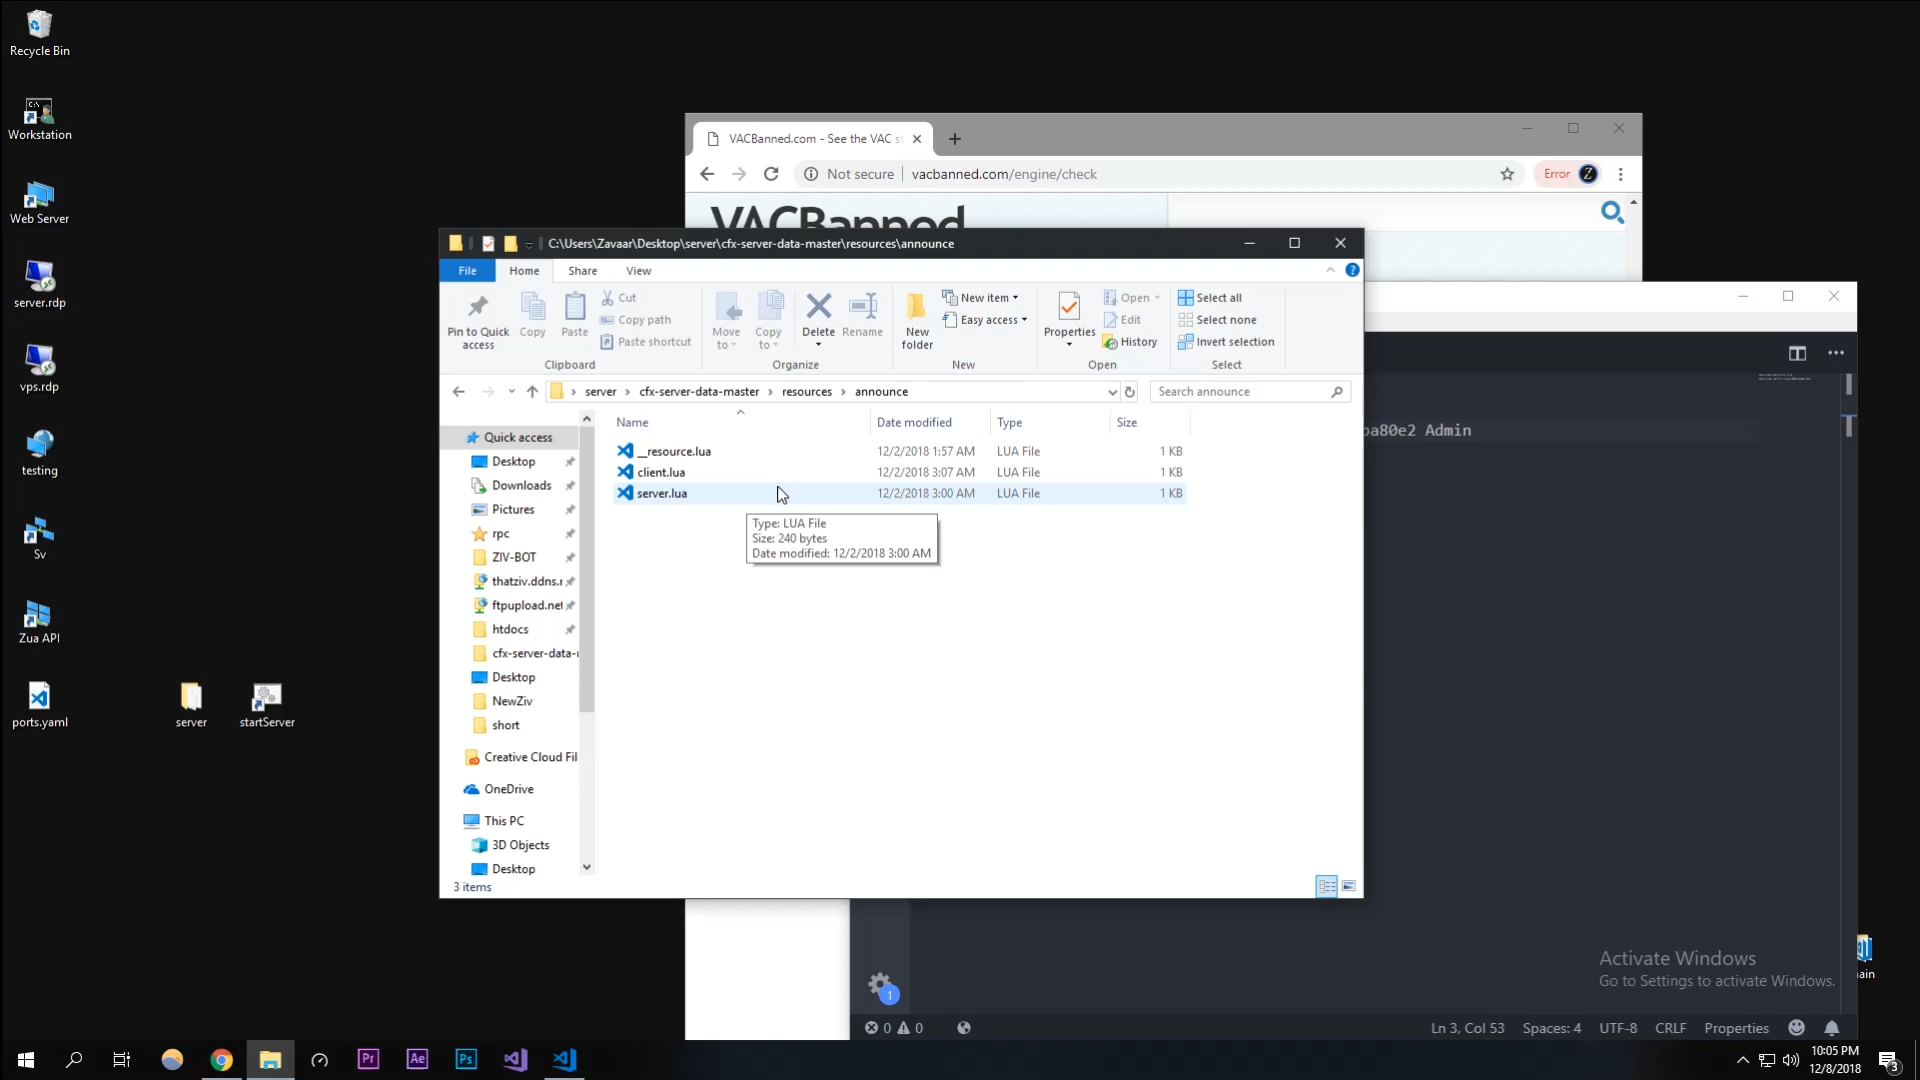 Recycle Bin
Workstation
Web Server
server.rdp
vps.rdp
testing
Sv
Zua API
ports.yaml
server
startServer
VACBanned.com - See the VAC st
Not secure
vacbanned.com/engine/check
Error
Z
VACBanned
C:\Users\Zavaar\Desktop\server\cfx-server-data-master\resources\announce
File
Home
Share
View
Pin to Quick access
Copy
Paste
Cut
Copy path
Paste shortcut
Clipboard
Move to
Copy to
Delete
Rename
Organize
New folder
New item
Easy access
New
Properties
Open
Edit
History
Open
Select all
Select none
Invert selection
Select
server
cfx-server-data-master
resources
announce
Search announce
Name
Date modified
Type
Size
__resource.lua 12/2/2018 1:57 AM LUA File 1 KB
client.lua 12/2/2018 3:07 AM LUA File 1 KB
server.lua 12/2/2018 3:00 AM LUA File 1 KB
Type: LUA File
Size: 240 bytes
Date modified: 12/2/2018 3:00 AM
Quick access
Desktop
Downloads
Pictures
rpc
ZIV-BOT
thatziv.ddns.r
ftpupload.net
htdocs
cfx-server-data-
Desktop
NewZiv
short
Creative Cloud Fil
OneDrive
This PC
3D Objects
Desktop
3 items
a80e2 Admin
Activate Windows
Go to Settings to activate Windows.
ain
1
0
0
Ln 3, Col 53
Spaces: 4
UTF-8
CRLF
Properties
Pr
Ae
Ps
10:05 PM
12/8/2018
3